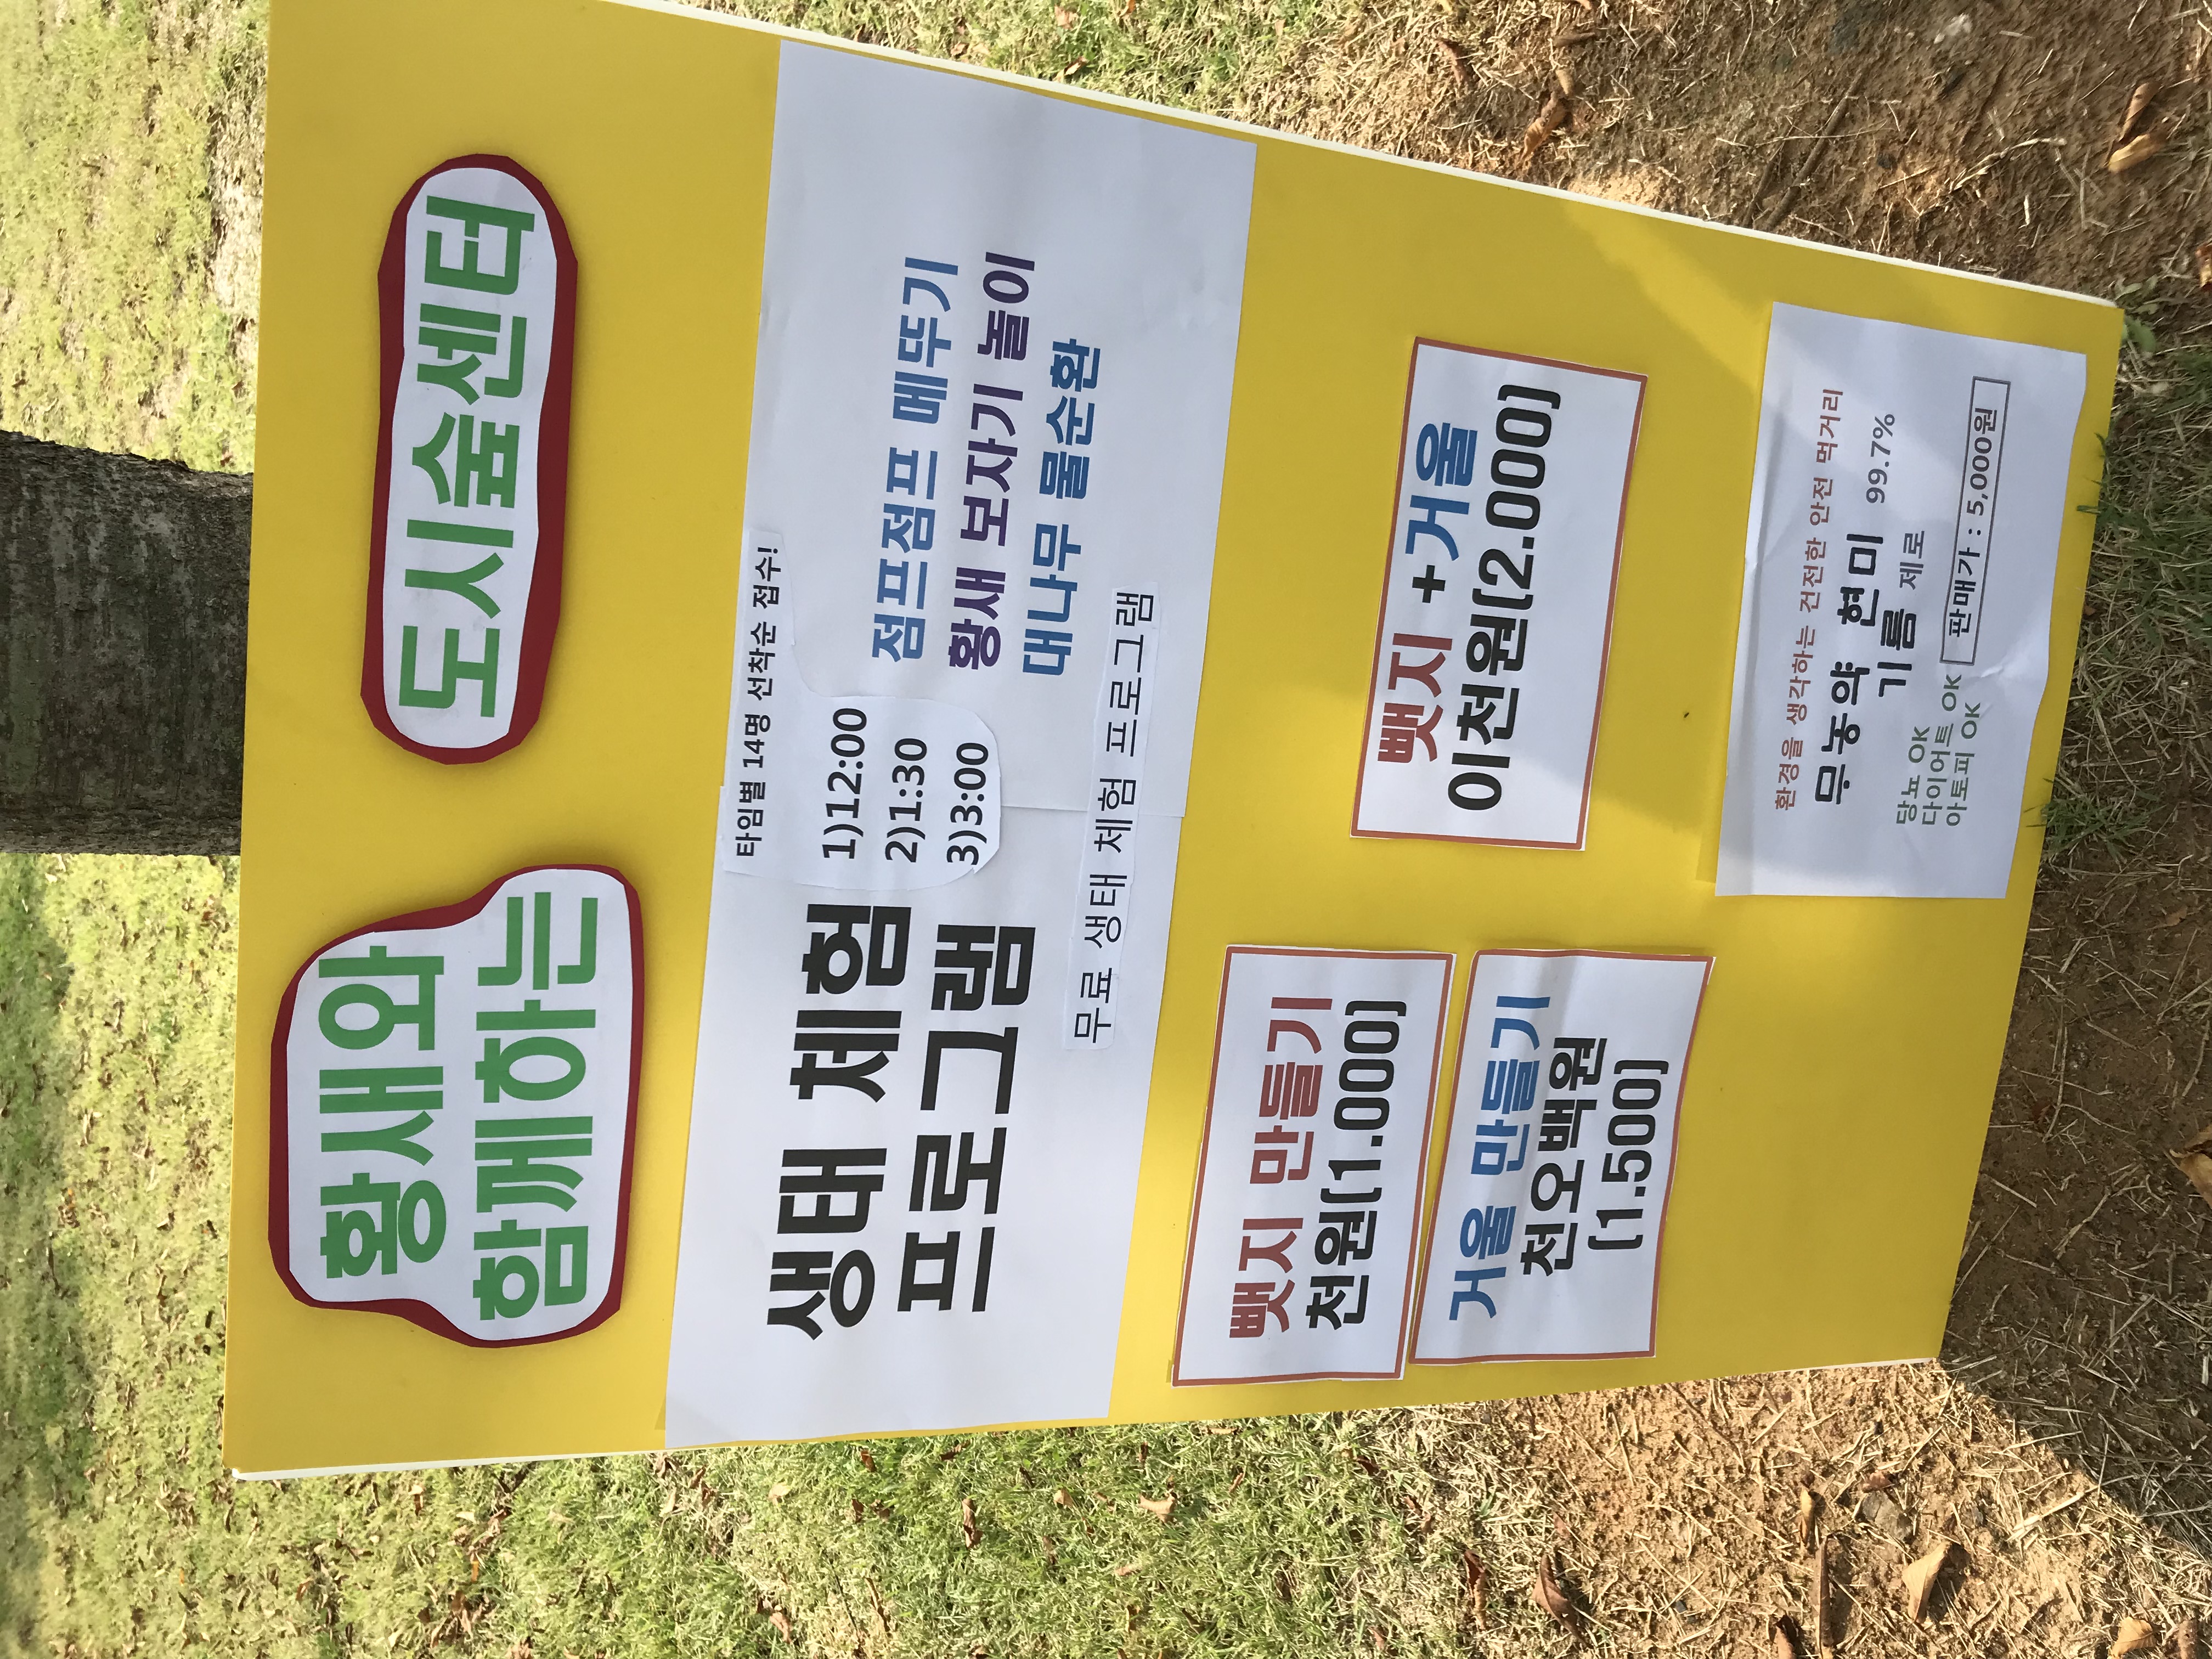 황새와
함께하는
도시숲센터
타임별 14명 선착순 접수!
생태 체험
프로그램
1)12:00
2)1:30
3)3:00
점프점프 메뚜기
황새 보자기 놀이
대나무 물순환
무료 생태 체험 프로그램
뺏지 만들기
천원(1.000)
거울 만들기
천오백원
(1.500)
뺏지 +거울
이천원(2.000)
환경을 생각하는 건전한 안전 먹거리
무농약 현미 99.7%
기름 제로
당뇨 OK
다이어트 OK
아토피 OK
판매가 : 5,000원